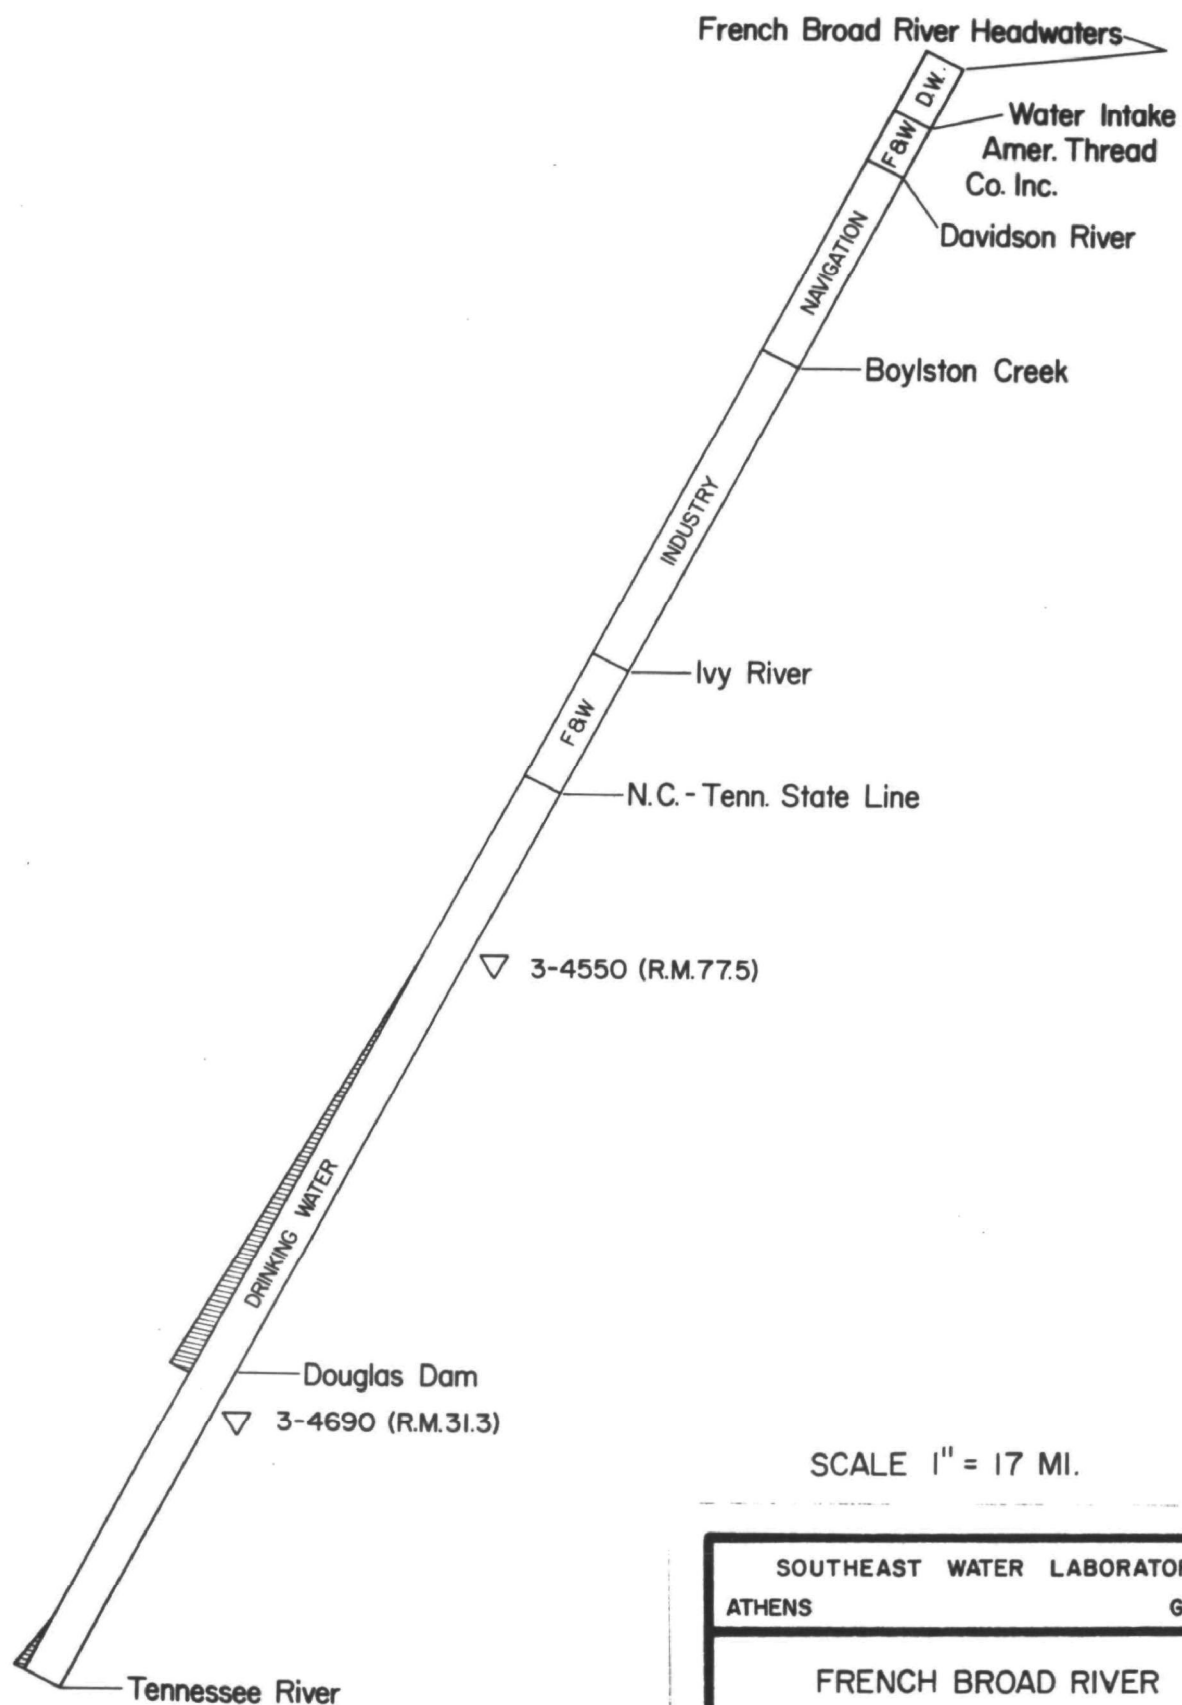 French Broad River Headwaters
D.W.
Water Intake
Amer. Thread
Co. Inc.
F&W
Davidson River
NAVIGATION
Boylston Creek
INDUSTRY
Ivy River
F&W
N.C.- Tenn. State Line
3-4550 (R.M.77.5)
DRINKING WATER
Douglas Dam
3-4690 (R.M.31.3)
SCALE 1" = 17 MI.
SOUTHEAST WATER
ATHENS
FRENCH BROAD RIVER
Tennessee River